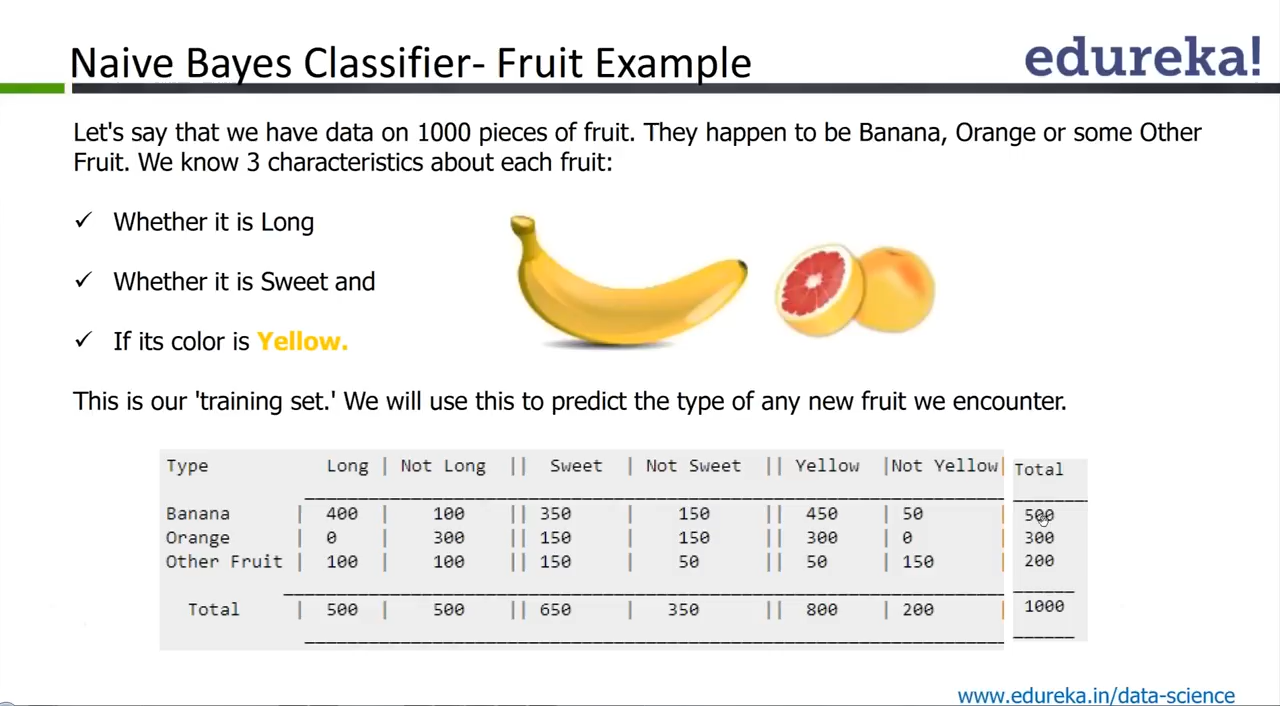 Naive Bayes Classifier- Fruit Example
edureka!
Let's say that we have data on 1000 pieces of fruit. They happen to be Banana, Orange or some Other
Fruit. We know 3 characteristics about each fruit:
✓ Whether it is Long
✓ Whether it is Sweet and
✓ If its color is Yellow.
This is our 'training set.' We will use this to predict the type of any new fruit we encounter.
Type Long | Not Long || Sweet | Not Sweet || Yellow |Not Yellow| Total
Banana | 400 | 100 || 350 | 150 || 450 | 50 | 500
Orange | 0 | 300 || 150 | 150 || 300 | 0 | 300
Other Fruit | 100 | 100 || 150 | 50 || 50 | 150 | 200
Total | 500 | 500 || 650 | 350 || 800 | 200 | 1000
www.edureka.in/data-science